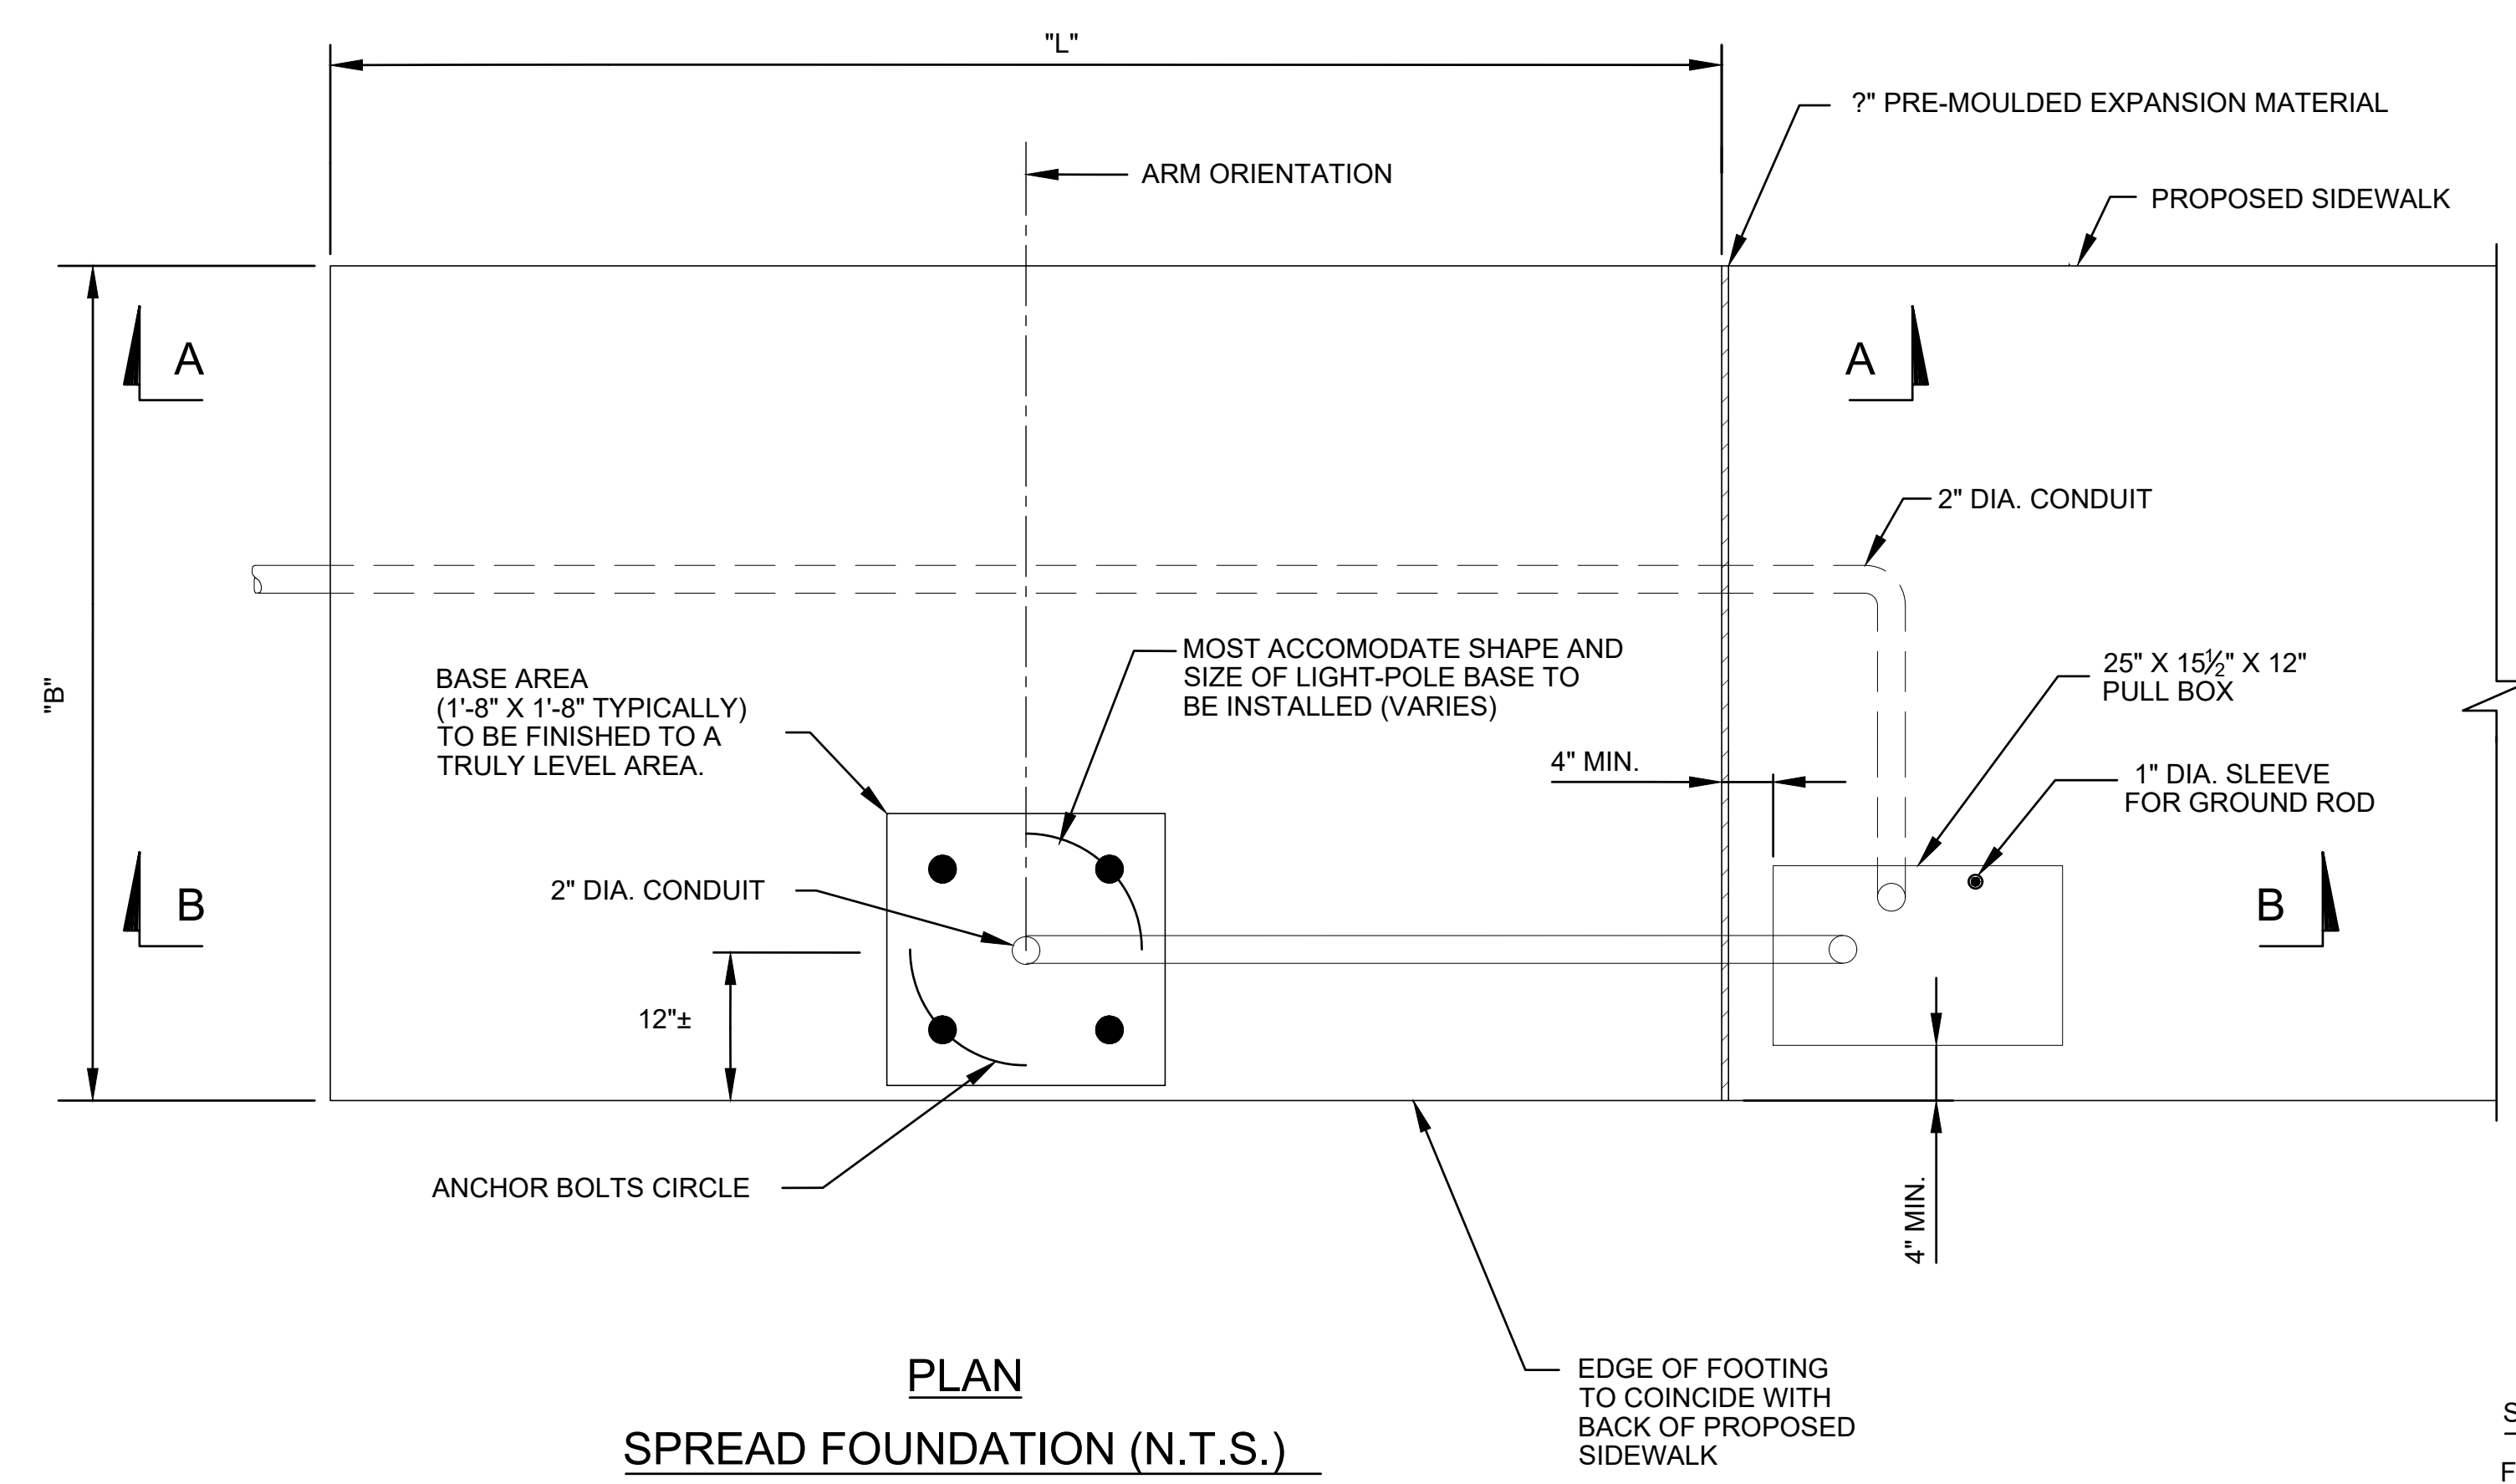 "L"
?" PRE-MOULDED EXPANSION MATERIAL
ARM ORIENTATION
PROPOSED SIDEWALK
A
A
2" DIA. CONDUIT
"B"
BASE AREA
(1'-8" X 1'-8" TYPICALLY)
TO BE FINISHED TO A
TRULY LEVEL AREA.
MOST ACCOMODATE SHAPE AND
SIZE OF LIGHT-POLE BASE TO
BE INSTALLED (VARIES)
25" X 15½" X 12"
PULL BOX
4" MIN.
1" DIA. SLEEVE
FOR GROUND ROD
B
2" DIA. CONDUIT
B
12"±
ANCHOR BOLTS CIRCLE
4" MIN.
EDGE OF FOOTING
TO COINCIDE WITH
BACK OF PROPOSED
SIDEWALK
PLAN
SPREAD FOUNDATION (N.T.S.)